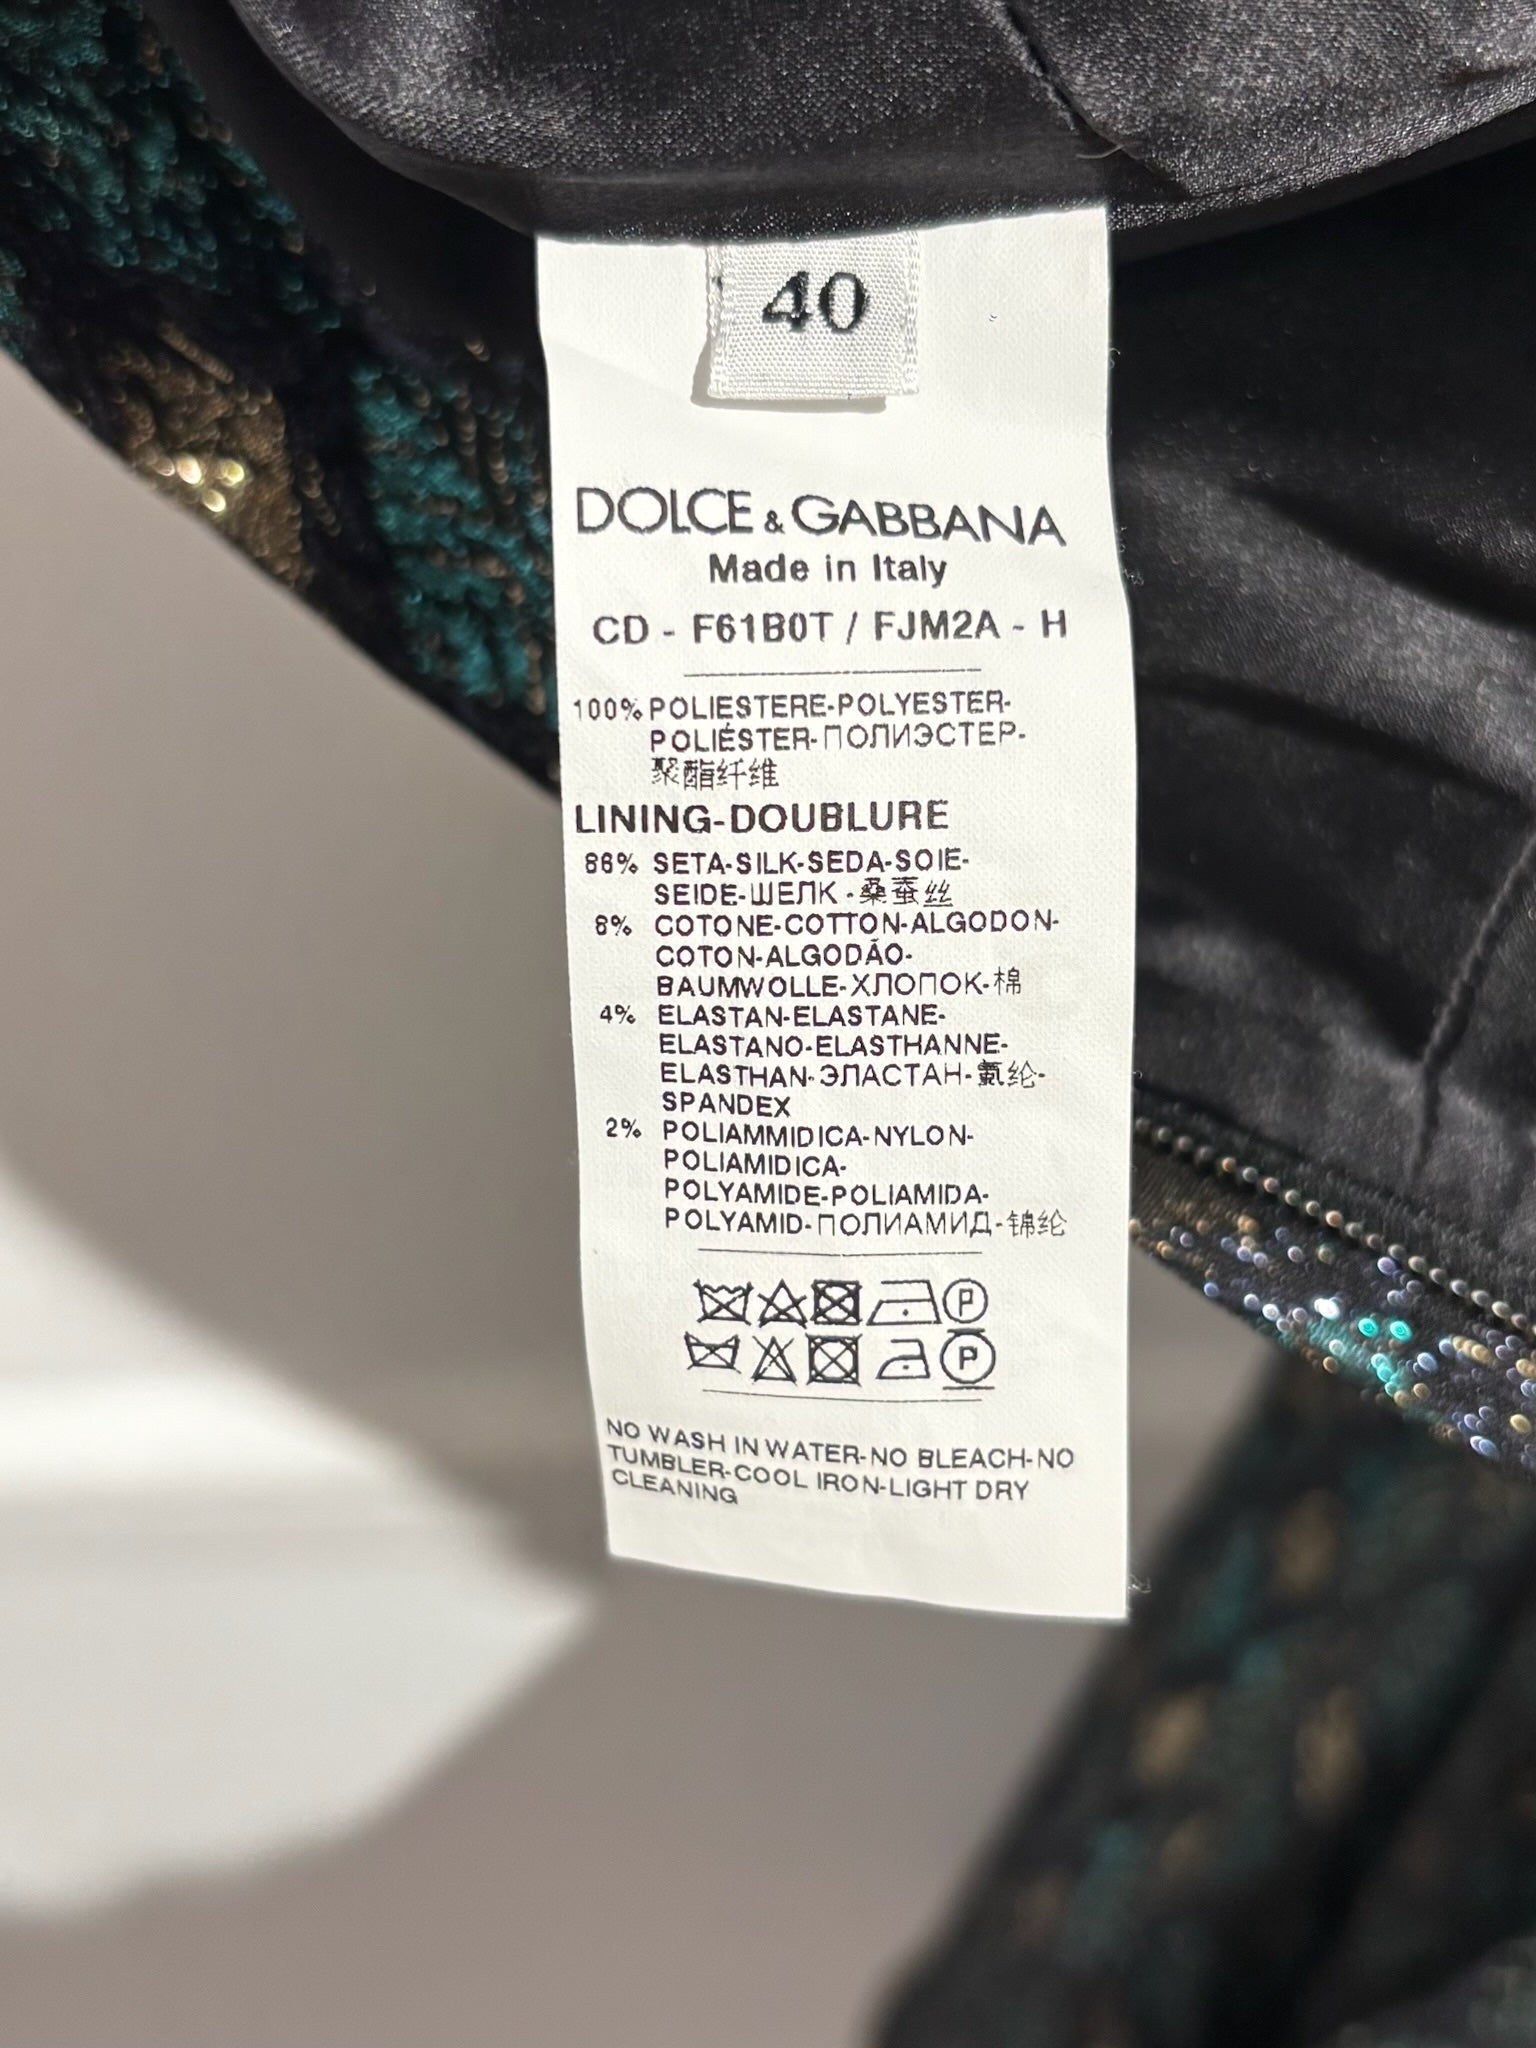 40
DOLCE & GABBANA
Made in Italy
CD - F61B0T / FJM2A - H
100% POLIESTERE-POLYESTER-
POLIÉSTER-ПОЛИЭСТЕР-
聚酯纤维
LINING-DOUBLURE
86% SETA-SILK-SEDA-SOIE-
SEIDE-ШЕЛК-桑蚕丝
8% COTONE-COTTON-ALGODON-
COTON-ALGODÃO-
BAUMWOLLE-ХЛОПОК-棉
4% ELASTAN-ELASTANE-
ELASTANO-ELASTHANNE-
ELASTHAN-ЭЛАСТАН-氨纶-
SPANDEX
2% POLIAMMIDICA-NYLON-
POLIAMIDICA-
POLYAMIDE-POLIAMIDA-
POLYAMID-ПОЛИАМИД-锦纶
P
P
NO WASH IN WATER-NO BLEACH-NO
TUMBLER-COOL IRON-LIGHT DRY
CLEANING